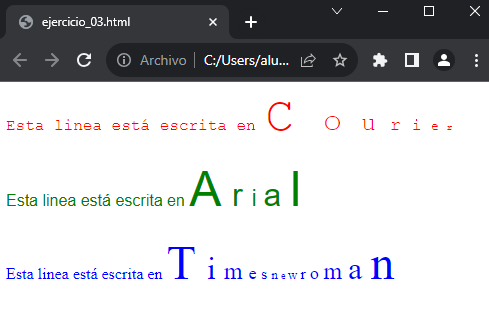 ejercicio_03.html
Archivo C:/Users/alu...
Esta linea está escrita en C o u r i e r
Esta linea está escrita en A r i a l
Esta linea está escrita en T i m e s n e w r o m a n